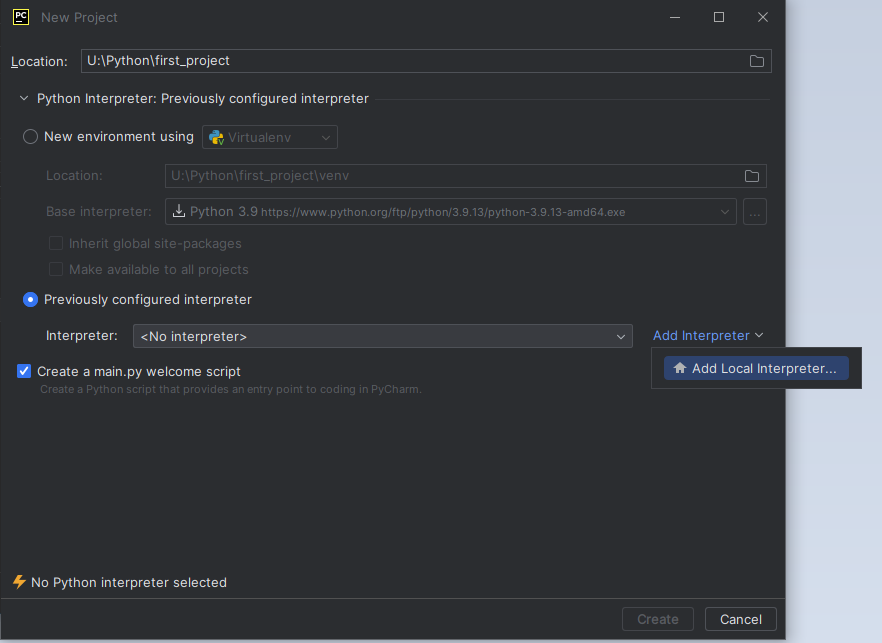 PC New Project
Location: U:\Python\first_project
Python Interpreter: Previously configured interpreter
New environment using Virtualenv
Location: U:\Python\first_project\venv
Base interpreter: Python 3.9 https://www.python.org/ftp/python/3.9.13/python-3.9.13-amd64.exe ...
Inherit global site-packages
Make available to all projects
Previously configured interpreter
Interpreter: <No interpreter> Add Interpreter
Add Local Interpreter...
Create a main.py welcome script
Create a Python script that provides an entry point to coding in PyCharm.
No Python interpreter selected
Create Cancel